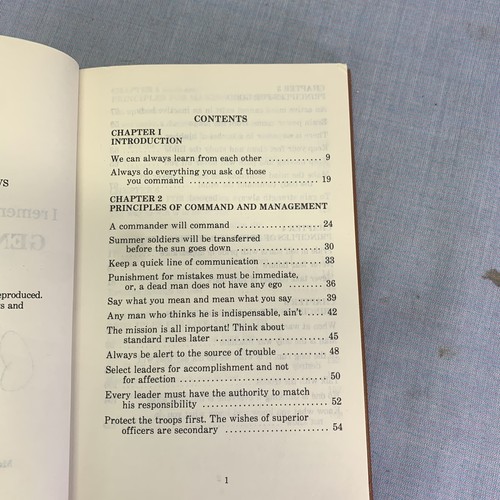 ys
eproduced.
s and
I remem
GEN
CONTENTS
CHAPTER I
INTRODUCTION
We can always learn from each other ............. 9
Always do everything you ask of those
you command ............................ 19
CHAPTER 2
PRINCIPLES OF COMMAND AND MANAGEMENT
A commander will command .................... 24
Summer soldiers will be transferred
before the sun goes down .................... 30
Keep a quick line of communication .............. 33
Punishment for mistakes must be immediate,
or, a dead man does not have any ego ........ 36
Say what you mean and mean what you say .... 39
Any man who thinks he is indispensable, ain't .... 42
The mission is all important! Think about
standard rules later ......................... 45
Always be alert to the source of trouble .......... 48
Select leaders for accomplishment and not
for affection ............................... 50
Every leader must have the authority to match
his responsibility ........................... 52
Protect the troops first. The wishes of superior
officers are secondary ....................... 54
1